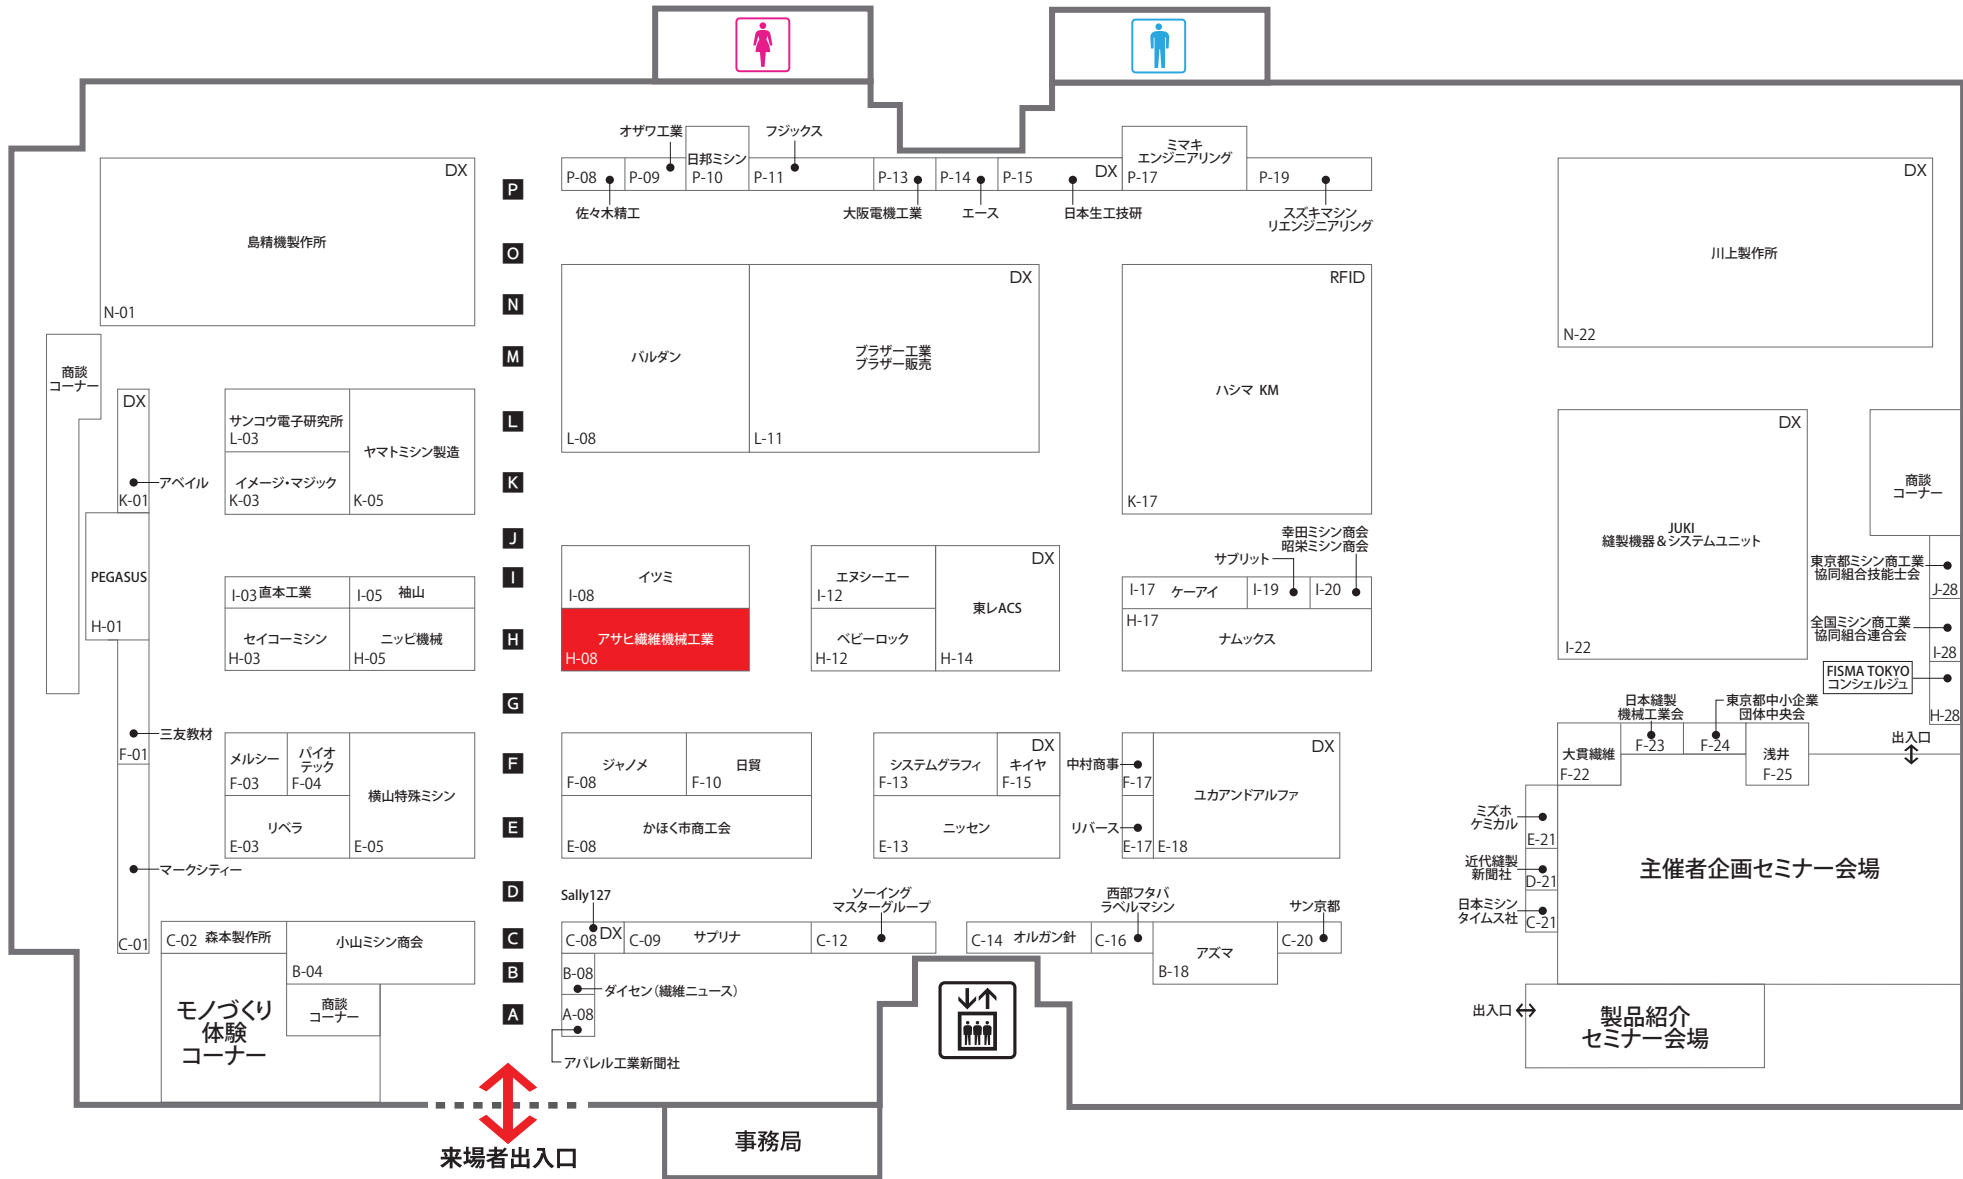 オザワ工業
フジックス
日邦ミシン
ミマキ
エンジニアリング
P
P-08
P-09
P-10
P-11
P-13
P-14
P-15
DX
P-17
P-19
佐々木精工
大阪電機工業
エース
日本生工技研
スズキマシン
リエンジニアリング
DX
島精機製作所
N-01
O
N
M
L
K
J
I
H
G
F
E
D
C
B
A
バルダン
L-08
DX
ブラザー工業
ブラザー販売
L-11
RFID
ハシマ KM
K-17
DX
川上製作所
N-22
商談
コーナー
DX
アベイル
K-01
サンコウ電子研究所
L-03
イメージ・マジック
K-03
ヤマトミシン製造
K-05
DX
JUKI
縫製機器&システムユニット
I-22
商談
コーナー
PEGASUS
H-01
I-03 直本工業
I-05 袖山
セイコーミシン
H-03
ニッピ機械
H-05
イツミ
I-08
アサヒ繊維機械工業
H-08
エヌシーエー
I-12
ベビーロック
H-12
DX
東レACS
H-14
幸田ミシン商会
昭栄ミシン商会
サブリット
I-17 ケーアイ
I-19
I-20
H-17
ナムックス
東京都ミシン商工業
協同組合技能士会
J-28
全国ミシン商工業
協同組合連合会
I-28
FISMA TOKYO
コンシェルジュ
H-28
三友教材
F-01
メルシー
F-03
パイオ
テック
F-04
横山特殊ミシン
リベラ
E-03
E-05
ジャノメ
F-08
日貿
F-10
かほく市商工会
E-08
システムグラフィ
F-13
DX
キイヤ
F-15
ニッセン
E-13
中村商事
F-17
リバース
E-17
DX
ユカアンドアルファ
E-18
日本縫製
機械工業会
東京都中小企業
団体中央会
出入口
大貫繊維
F-22
F-23
F-24
浅井
F-25
ミズホ
ケミカル
E-21
近代縫製
新聞社
D-21
日本ミシン
タイムス社
C-21
主催者企画セミナー会場
マークシティー
C-01
C-02 森本製作所
小山ミシン商会
B-04
モノづくり
体験
コーナー
商談
コーナー
Sally127
C-08
DX
C-09 サプリナ
ソーイング
マスターグループ
C-12
B-08
ダイセン(繊維ニュース)
A-08
アパレル工業新聞社
C-14 オルガン針
西部フタバ
ラベルマシン
C-16
アズマ
B-18
サン京都
C-20
出入口
製品紹介
セミナー会場
来場者出入口
事務局